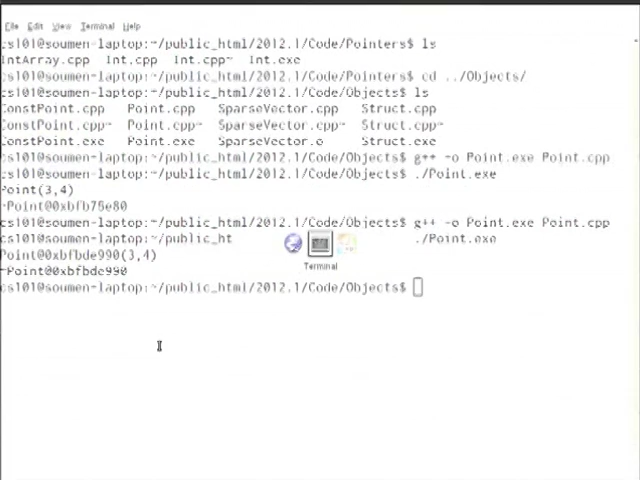 File Edit View Terminal Help
cs101@soumen-laptop:~/public_html/2012.1/Code/Pointers$ ls
IntArray.cpp Int.cpp Int.cpp~ Int.exe
cs101@soumen-laptop:~/public_html/2012.1/Code/Pointers$ cd ../Objects/
cs101@soumen-laptop:~/public_html/2012.1/Code/Objects$ ls
ConstPoint.cpp Point.cpp SparseVector.cpp Struct.cpp
ConstPoint.cpp~ Point.cpp~ SparseVector.cpp~ Struct.cpp~
ConstPoint.exe Point.exe SparseVector.o Struct.exe
cs101@soumen-laptop:~/public_html/2012.1/Code/Objects$ g++ -o Point.exe Point.cpp
cs101@soumen-laptop:~/public_html/2012.1/Code/Objects$ ./Point.exe
Point(3,4)
~Point@0xbfb75e80
cs101@soumen-laptop:~/public_html/2012.1/Code/Objects$ g++ -o Point.exe Point.cpp
cs101@soumen-laptop:~/public_ht ./Point.exe
Point@0xbfbde990(3,4)
Terminal
~Point@0xbfbde990
cs101@soumen-laptop:~/public_html/2012.1/Code/Objects$